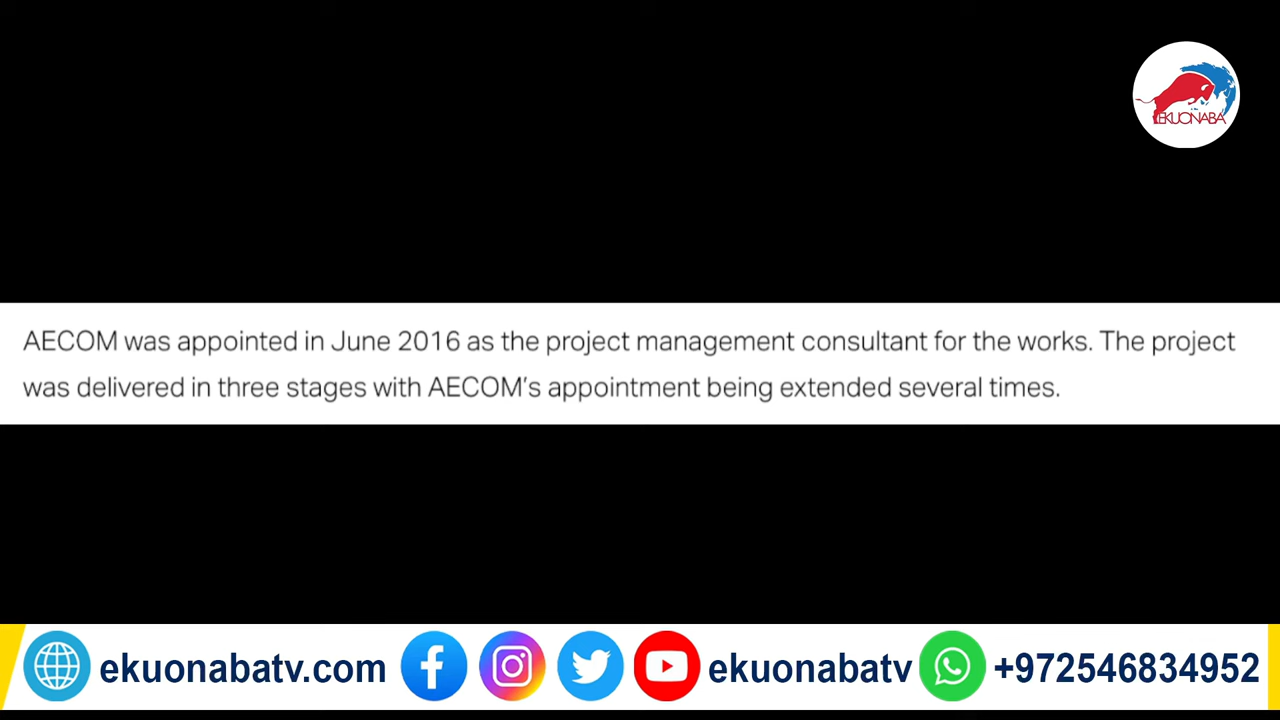 EKUONABA
AECOM was appointed in June 2016 as the project management consultant for the works. The project
was delivered in three stages with AECOM's appointment being extended several times.
ekuonabatv.com ekuonabatv +972546834952